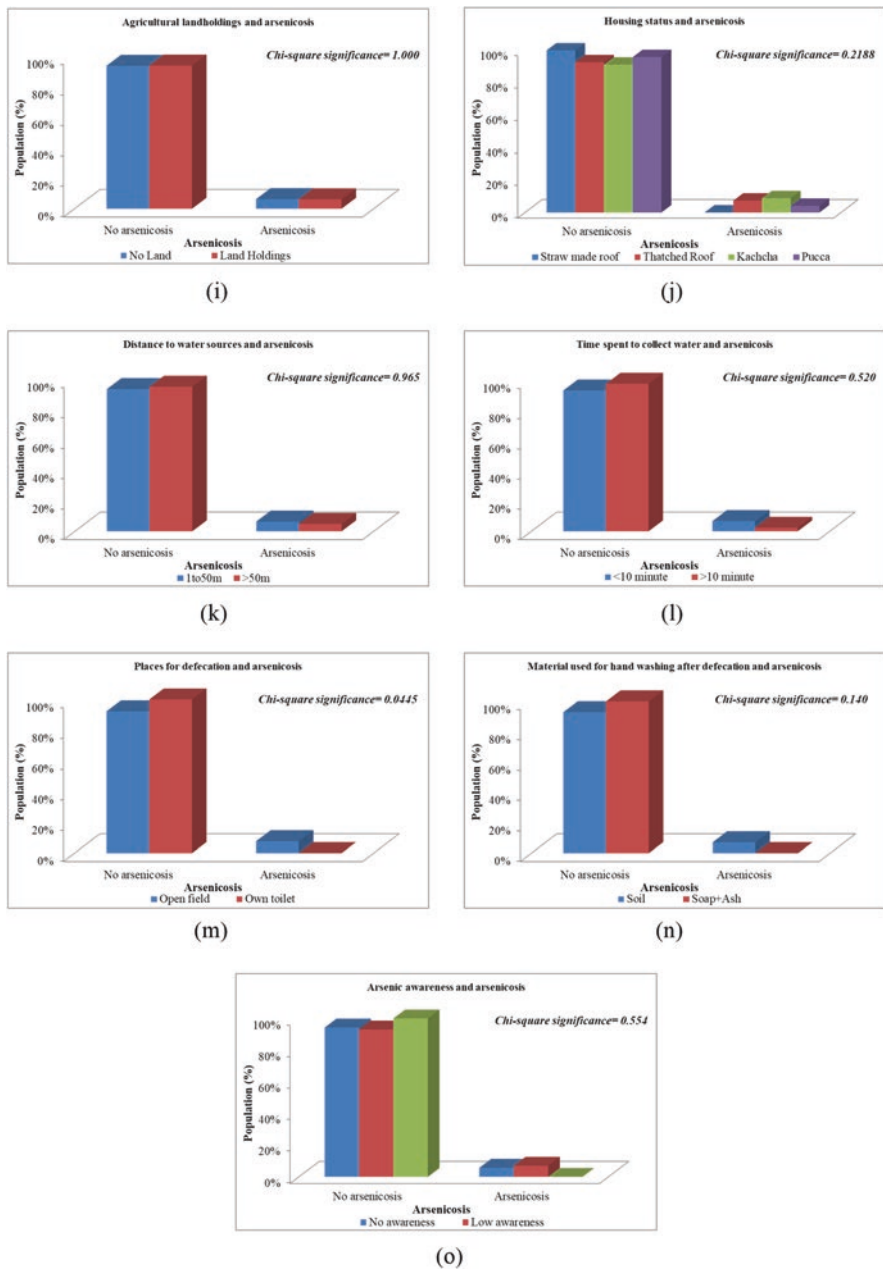 Agricultural landholdings and arsenicosis
Chi-square significance= 1.000
Population (%)
100%
80%
60%
40%
20%
0%
No arsenicosis Arsenicosis
Arsenicosis
No Land Land Holdings
(i)
Housing status and arsenicosis
Chi-square significance= 0.2188
Population (%)
100%
80%
60%
40%
20%
0%
No arsenicosis Arsenicosis
Arsenicosis
Straw made roof Thatched Roof Kachcha Pucca
(j)
Distance to water sources and arsenicosis
Chi-square significance= 0.965
Population (%)
100%
80%
60%
40%
20%
0%
No arsenicosis Arsenicosis
Arsenicosis
1to50m >50m
(k)
Time spent to collect water and arsenicosis
Chi-square significance= 0.520
Population (%)
100%
80%
60%
40%
20%
0%
No arsenicosis Arsenicosis
Arsenicosis
<10 minute >10 minute
(l)
Places for defecation and arsenicosis
Chi-square significance= 0.0445
Population (%)
100%
80%
60%
40%
20%
0%
No arsenicosis Arsenicosis
Arsenicosis
Open field Own toilet
(m)
Material used for hand washing after defecation and arsenicosis
Chi-square significance= 0.140
Population (%)
100%
80%
60%
40%
20%
0%
No arsenicosis Arsenicosis
Arsenicosis
Soil Soap+Ash
(n)
Arsenic awareness and arsenicosis
Chi-square significance= 0.554
Population (%)
100%
80%
60%
40%
20%
0%
No arsenicosis Arsenicosis
Arsenicosis
No awareness Low awareness
(o)